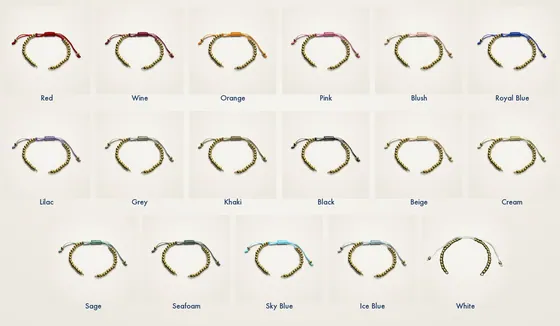 Red
Wine
Orange
Pink
Blush
Royal Blue
Lilac
Grey
Khaki
Black
Beige
Cream
Sage
Seafoam
Sky Blue
Ice Blue
White